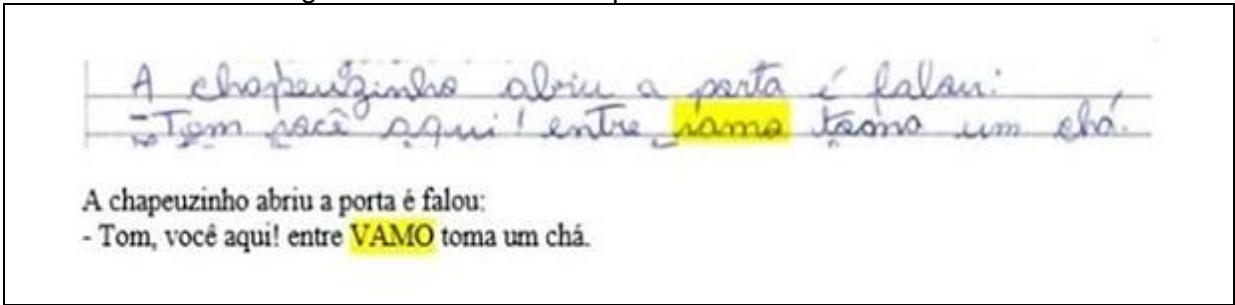 A chapeuzinho abriu a porta é falou:
- Tom você aqui! entre vamo toma um chá.
A chapeuzinho abriu a porta é falou:
- Tom, você aqui! entre VAMO toma um chá.